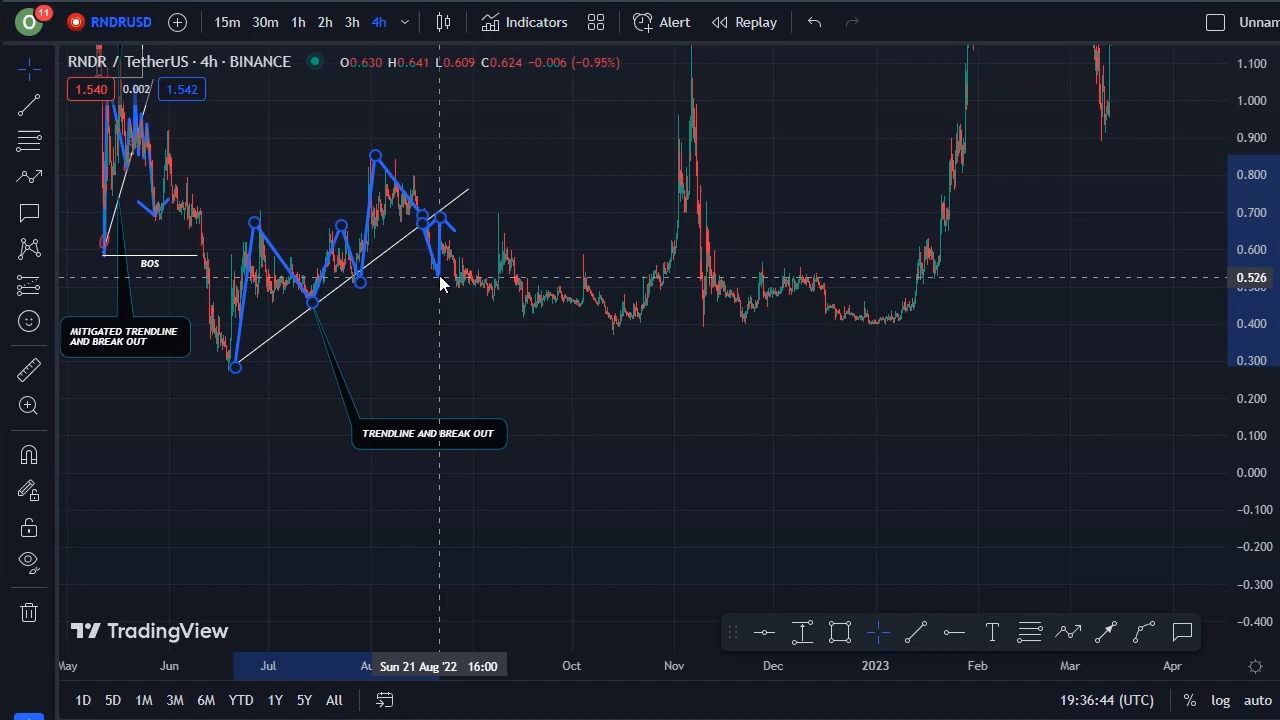 O 11 RNDRUSD 15m 30m 1h 2h 3h 4h Indicators Alert Replay Unnam
RNDR / TetherUS · 4h · BINANCE O0.630 H0.641 L0.609 C0.624 −0.006 (−0.95%)
1.540 0.002 1.542
1.100
1.000
0.900
0.800
0.700
0.600
0.526
0.400
0.300
0.200
0.100
0.000
−0.100
−0.200
−0.300
−0.400
BOS
MITIGATED TRENDLINE
AND BREAK OUT
TRENDLINE AND BREAK OUT
TradingView
May Jun Jul Au Sun 21 Aug '22 16:00 Oct Nov Dec 2023 Feb Mar Apr
1D 5D 1M 3M 6M YTD 1Y 5Y All 19:36:44 (UTC) % log auto